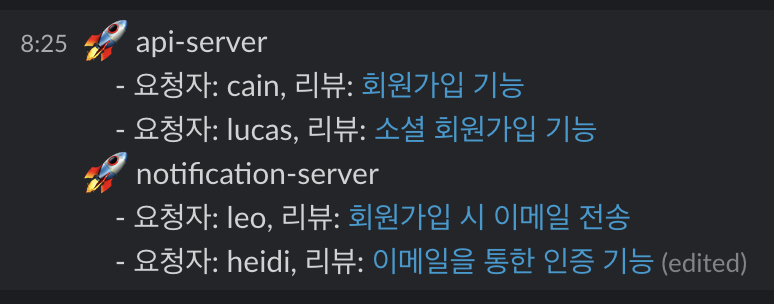 8:25 🚀 api-server
- 요청자: cain, 리뷰: 회원가입 기능
- 요청자: lucas, 리뷰: 소셜 회원가입 기능
🚀 notification-server
- 요청자: leo, 리뷰: 회원가입 시 이메일 전송
- 요청자: heidi, 리뷰: 이메일을 통한 인증 기능 (edited)